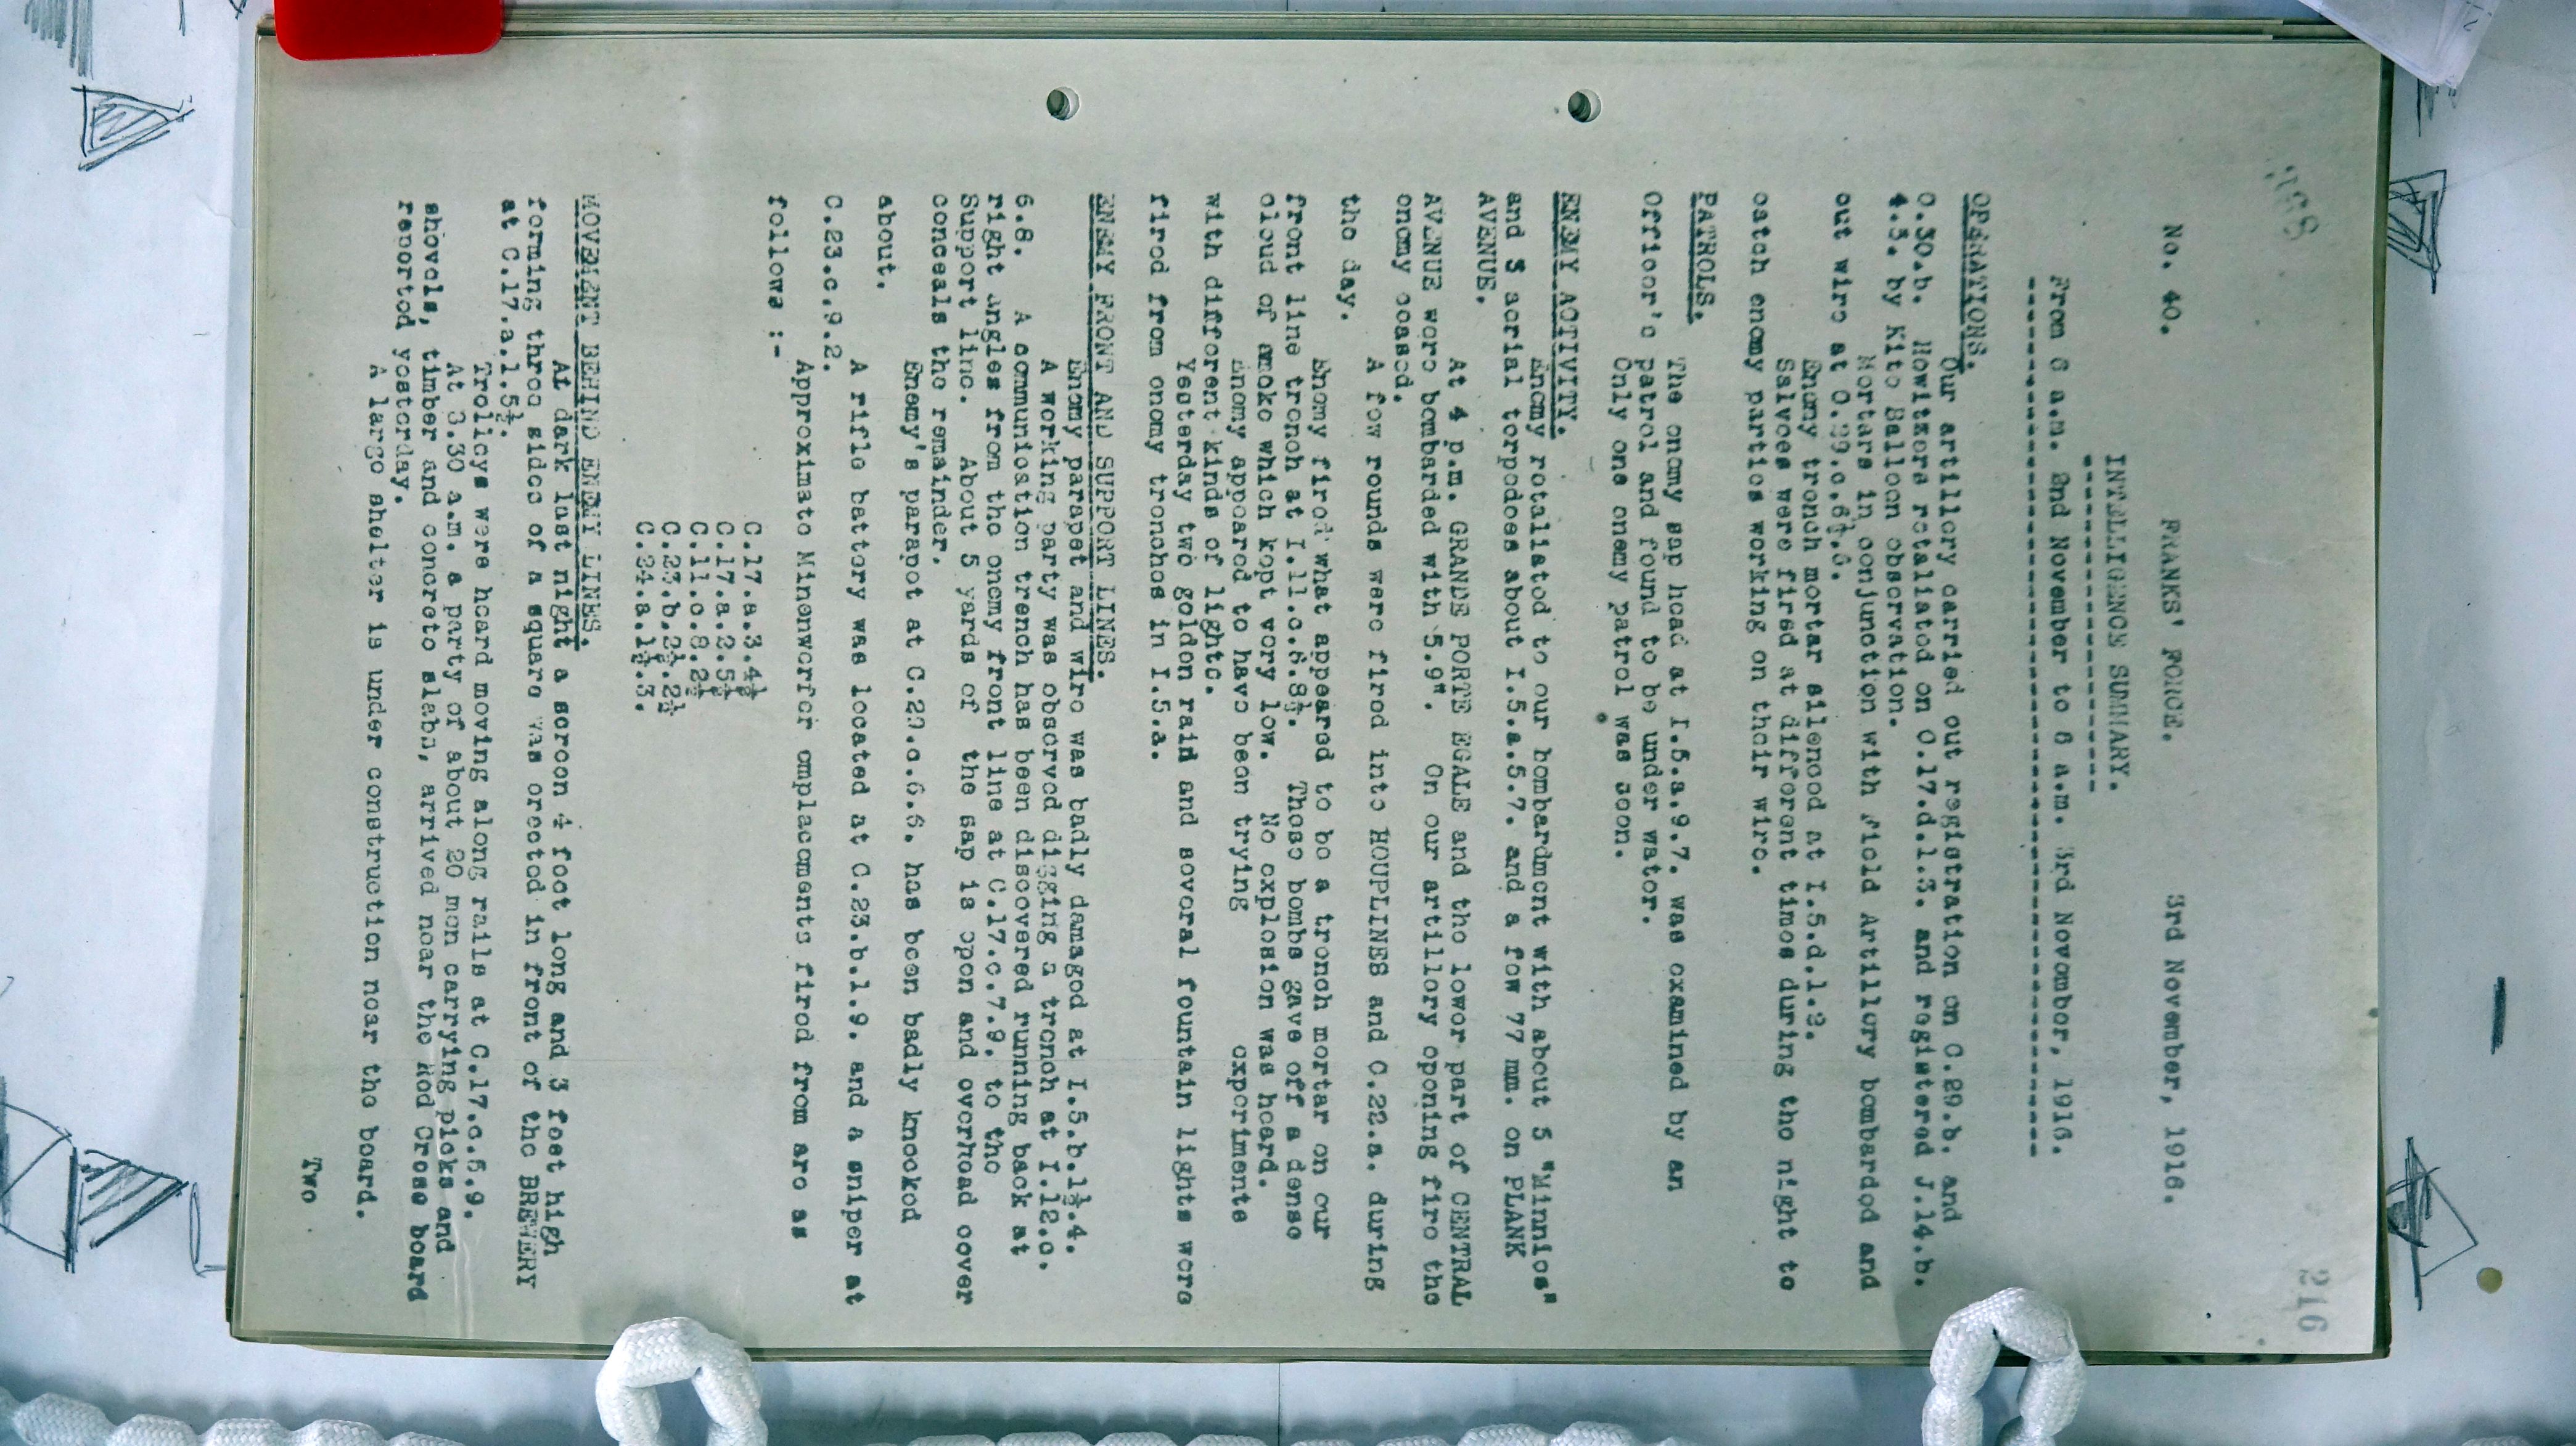 216
No. 40. FRANKS' FORCE. 3rd November, 1916.
INTELLIGENCE SUMMARY.
From 6 a.m. 2nd November to 6 a.m. 3rd November, 1916.
OPERATIONS.
Our artillery carried out registration on C.29.b. and
0.30.b. Howitzers retaliated on 0.17.d.1.3. and registered J.14.b.
4.3. by Kite Balloon observation.
Mortars in conjunction with Field Artillery bombarded and
cut wire at
Enemy trench mortar silenced at I.5.d.1.9.
Salvoes were fired at different times during the night to
catch enemy parties working on their wire.
PATROLS.
The enemy sap head at I.5.a.9.7. was examined by an
Officer's patrol and found to be under water.
Only one enemy patrol was seen.
ENEMY ACTIVITY.
Enemy retaliated to our bombardment with about 5 "Minnies"
and 3 aerial torpedoes about I.5.a.5.7. and a few 77 mm. on PLANK
AVENUE.
At 4 p.m. GRANDE PORTE EGALE and the lower part of CENTRAL
AVENUE were bombarded with 5.9". On our artillery opening fire the
enemy ceased.
A few rounds were fired into HOUPLINES and C.22.a. during
the day.
Enemy fired what appeared to be a trench mortar on our
front line trench at I.11.c.6.8½. These bombs gave off a dense
cloud of smoke which kept very low. No explosion was heard.
Enemy appeared to have been trying experiments
with different kinds of lights.
Yesterday two golden raid and several fountain lights were
fired from enemy trenches in I.5.a.
ENEMY FRONT AND SUPPORT LINES.
Enemy parapet and wire was badly damaged at I.5.b.1½.4.
A working party was observed digging a trench at I.12.c.
6.8. A communication trench has been discovered running back at
right angles from the enemy front line at C.17.c.7.9. to the
Support line. About 5 yards of the sap is open and overhead cover
conceals the remainder.
Enemy's parapet at C.29.c.6.6. has been badly knocked
about.
A rifle battery was located at C.23.b.1.9. and a sniper at
C.23.c.9.2.
Approximate Minenwerfer emplacements fired from are as
follows :-
C.17.a.3.4½
C.17.a.2.5½
C.11.c.8.2½
C.23.b.2½.2½
C.24.a.1½.3.
MOVEMENT BEHIND ENEMY LINES.
At dark last night a screen 4 feet long and 3 feet high
forming three sides of a square was erected in front of the BREWERY
at C.17.a.1.5½.
Trolleys were heard moving along rails at C.17.c.5.9.
At 3.30 a.m. a party of about 20 men carrying picks and
shovels, timber and concrete slabs, arrived near the Red Cross board
reported yesterday.
A large shelter is under construction near the board.
Two